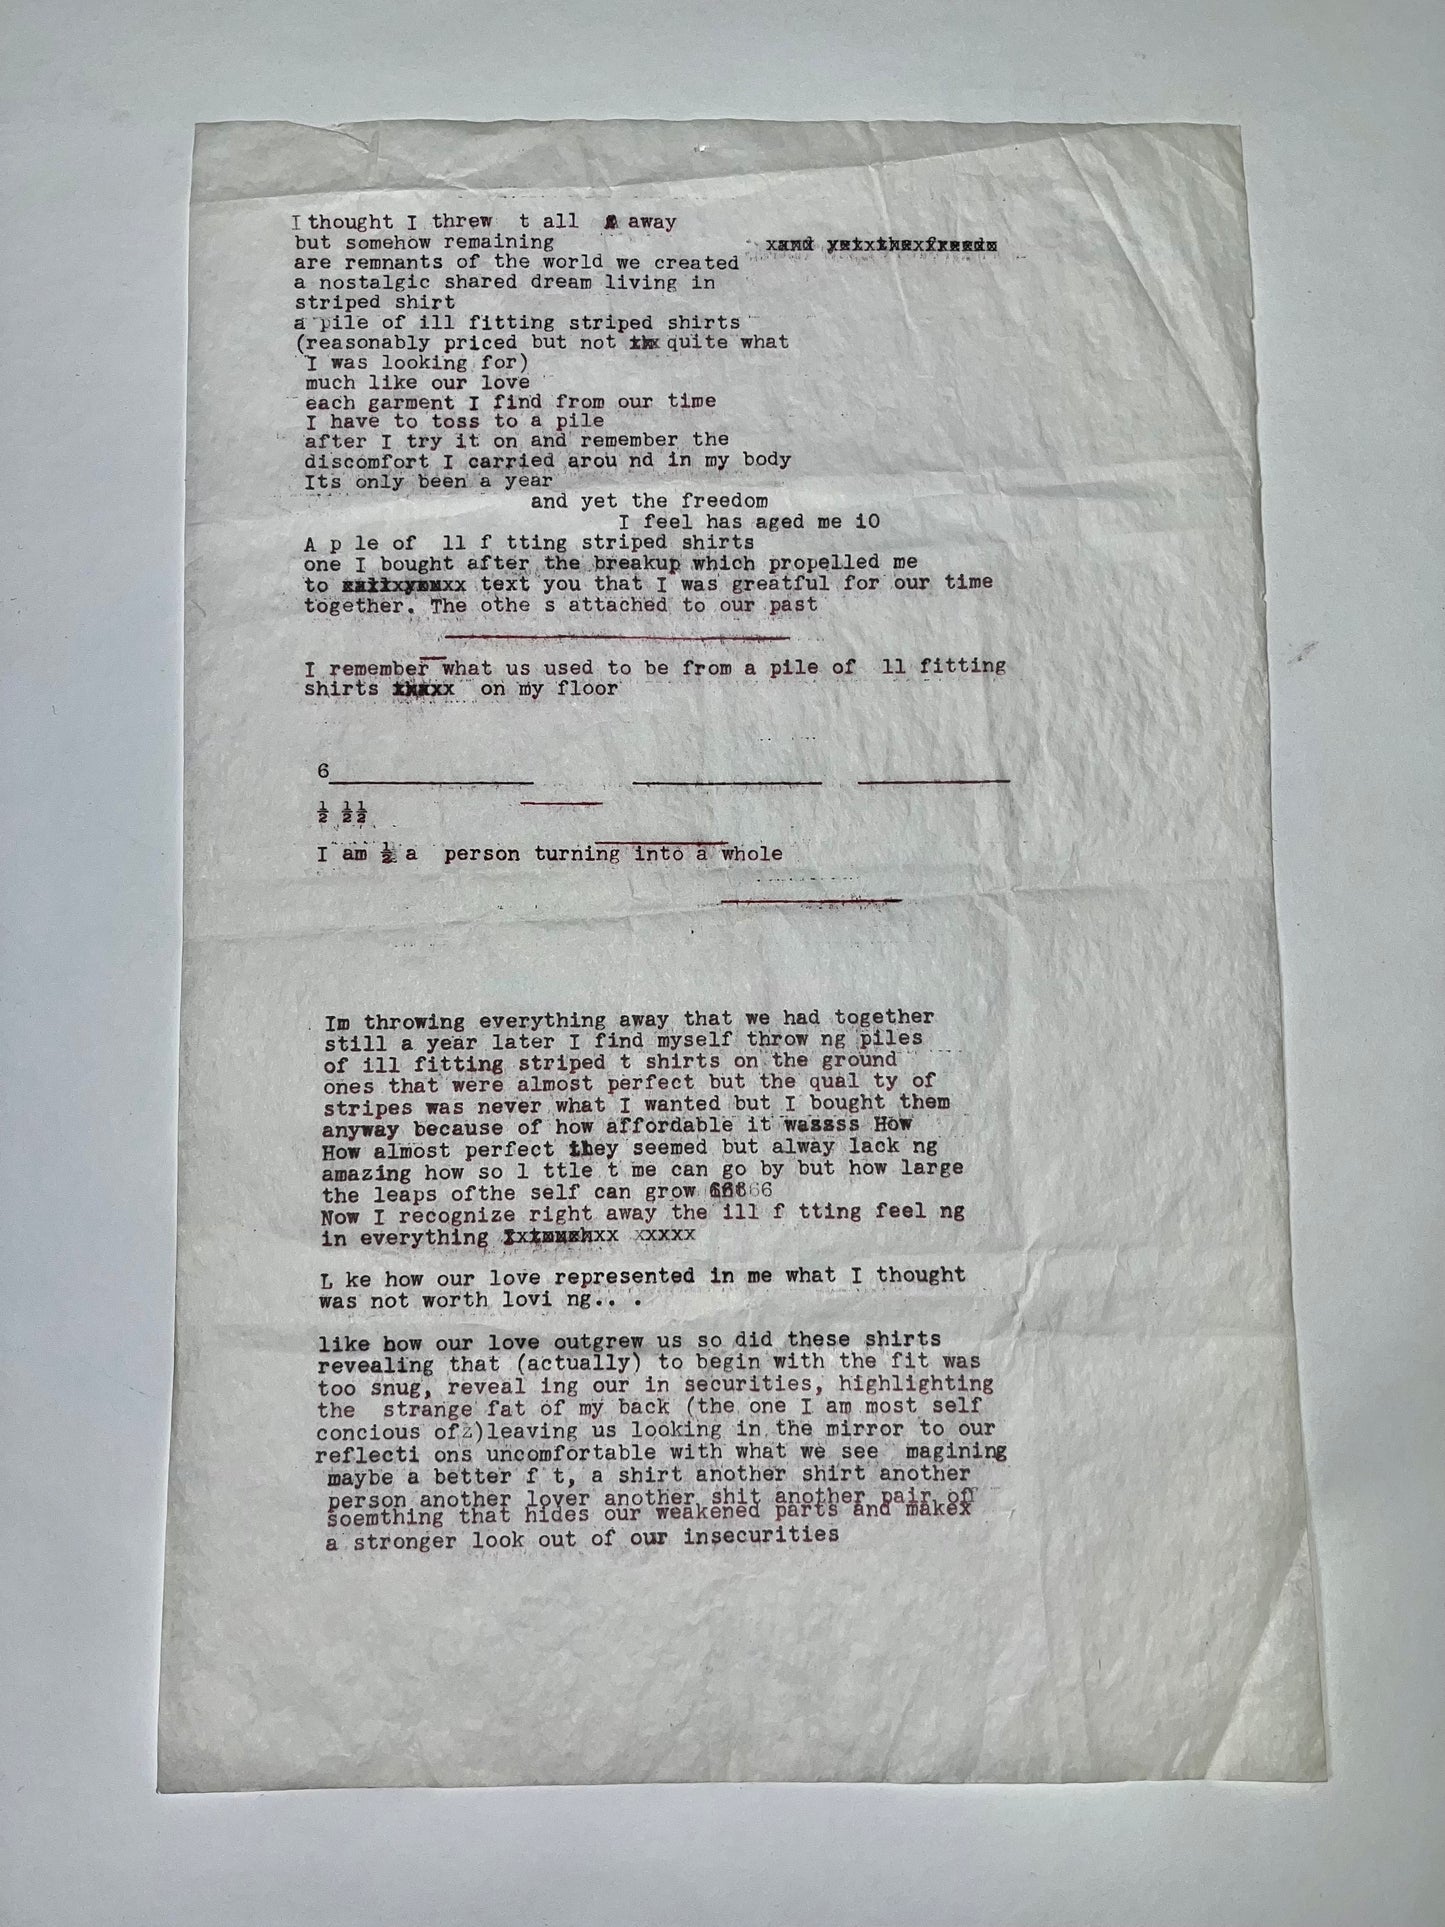 I thought I threw  t all   away
but somehow remaining                 xand yetxthexfreedo
are remnants of the world we created
a nostalgic shared dream living in
striped shirt
a pile of ill fitting striped shirts
(reasonably priced but not thx quite what
I was looking for)
much like our love
each garment I find from our time
I have to toss to a pile
after I try it on and remember the
discomfort I carried arou nd in my body
Its only been a year
and yet the freedom
I feel has aged me i0
A p le of  ll f tting striped shirts
one I bought after the breakup which propelled me
to text you that I was greatful for our time
together. The othe s attached to our past
I remember what us used to be from a pile of  ll fitting
shirts on my floor
6
½ ½½
I am ½ a  person turning into a whole
Im throwing everything away that we had together
still a year later I find myself throw ng piles
of ill fitting striped t shirts on the ground
ones that were almost perfect but the qual ty of
stripes was never what I wanted but I bought them
anyway because of how affordable it wassss How
How almost perfect they seemed but alway lack ng
amazing how so l ttle t me can go by but how large
the leaps ofthe self can grow 66666
Now I recognize right away the ill f tting feel ng
in everything xxxxx
L ke how our love represented in me what I thought
was not worth lovi ng.. .
like how our love outgrew us so did these shirts
revealing that (actually) to begin with the fit was
too snug, reveal ing our in securities, highlighting
the  strange fat of my back (the one I am most self
concious ofz)leaving us looking in the mirror to our
reflecti ons uncomfortable with what we see  magining
maybe a better f t, a shirt another shirt another
person another lover another shit another pair off
soemthing that hides our weakened parts and makex
a stronger look out of our insecurities